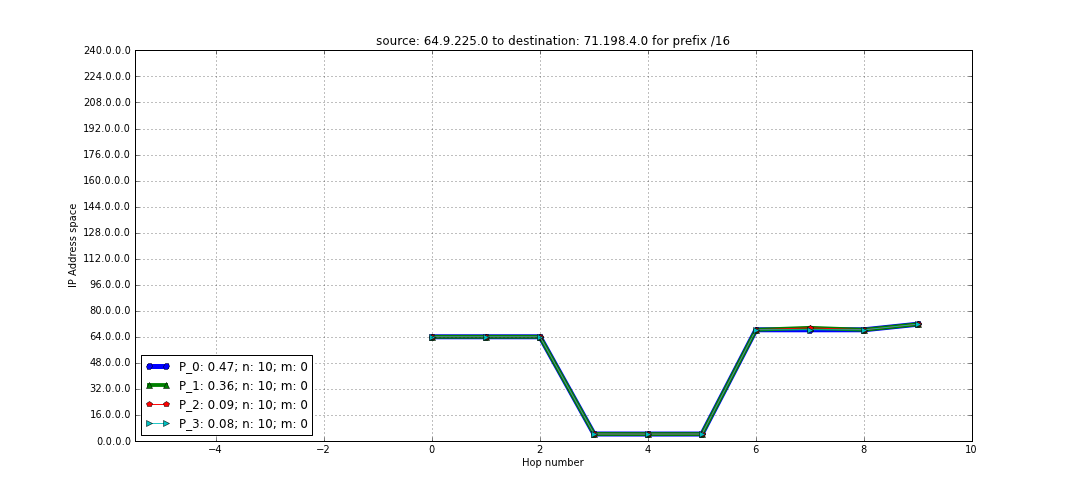 source: 64.9.225.0 to destination: 71.198.4.0 for prefix /16
240.0.0.0
224.0.0.0
208.0.0.0
192.0.0.0
176.0.0.0
160.0.0.0
144.0.0.0
128.0.0.0
112.0.0.0
96.0.0.0
80.0.0.0
64.0.0.0
48.0.0.0
32.0.0.0
16.0.0.0
0.0.0.0
IP Address space
P_0: 0.47; n: 10; m: 0
P_1: 0.36; n: 10; m: 0
P_2: 0.09; n: 10; m: 0
P_3: 0.08; n: 10; m: 0
−4 −2 0 2 4 6 8 10
Hop number